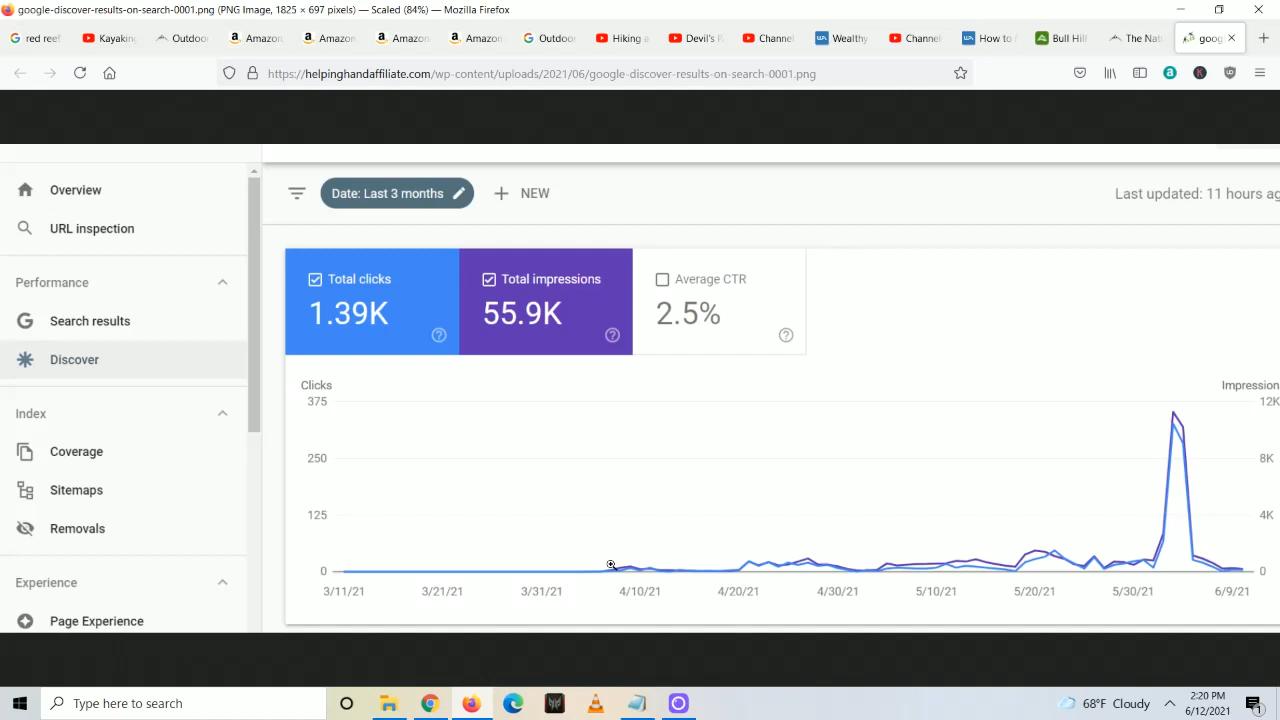 google-discover-results-on-search-0001.png (PNG Image, 1825 × 697 pixels) — Scaled (84%) — Mozilla Firefox
red reef Kayaking Outdoor Amazon Amazon Amazon Amazon Outdoo Hiking a Devil's Channel Wealthy Channel How to Bull Hill The Nat goog
https://helpinghandaffiliate.com/wp-content/uploads/2021/06/google-discover-results-on-search-0001.png
Overview
URL inspection
Performance
Search results
Discover
Index
Coverage
Sitemaps
Removals
Experience
Page Experience
Date: Last 3 months
NEW
Last updated: 11 hours ag
Total clicks
1.39K
Total impressions
55.9K
Average CTR
2.5%
Clicks
Impression
375
250
125
0
12K
8K
4K
0
3/11/21 3/21/21 3/31/21 4/10/21 4/20/21 4/30/21 5/10/21 5/20/21 5/30/21 6/9/21
Type here to search
68°F Cloudy
2:20 PM
6/12/2021
1